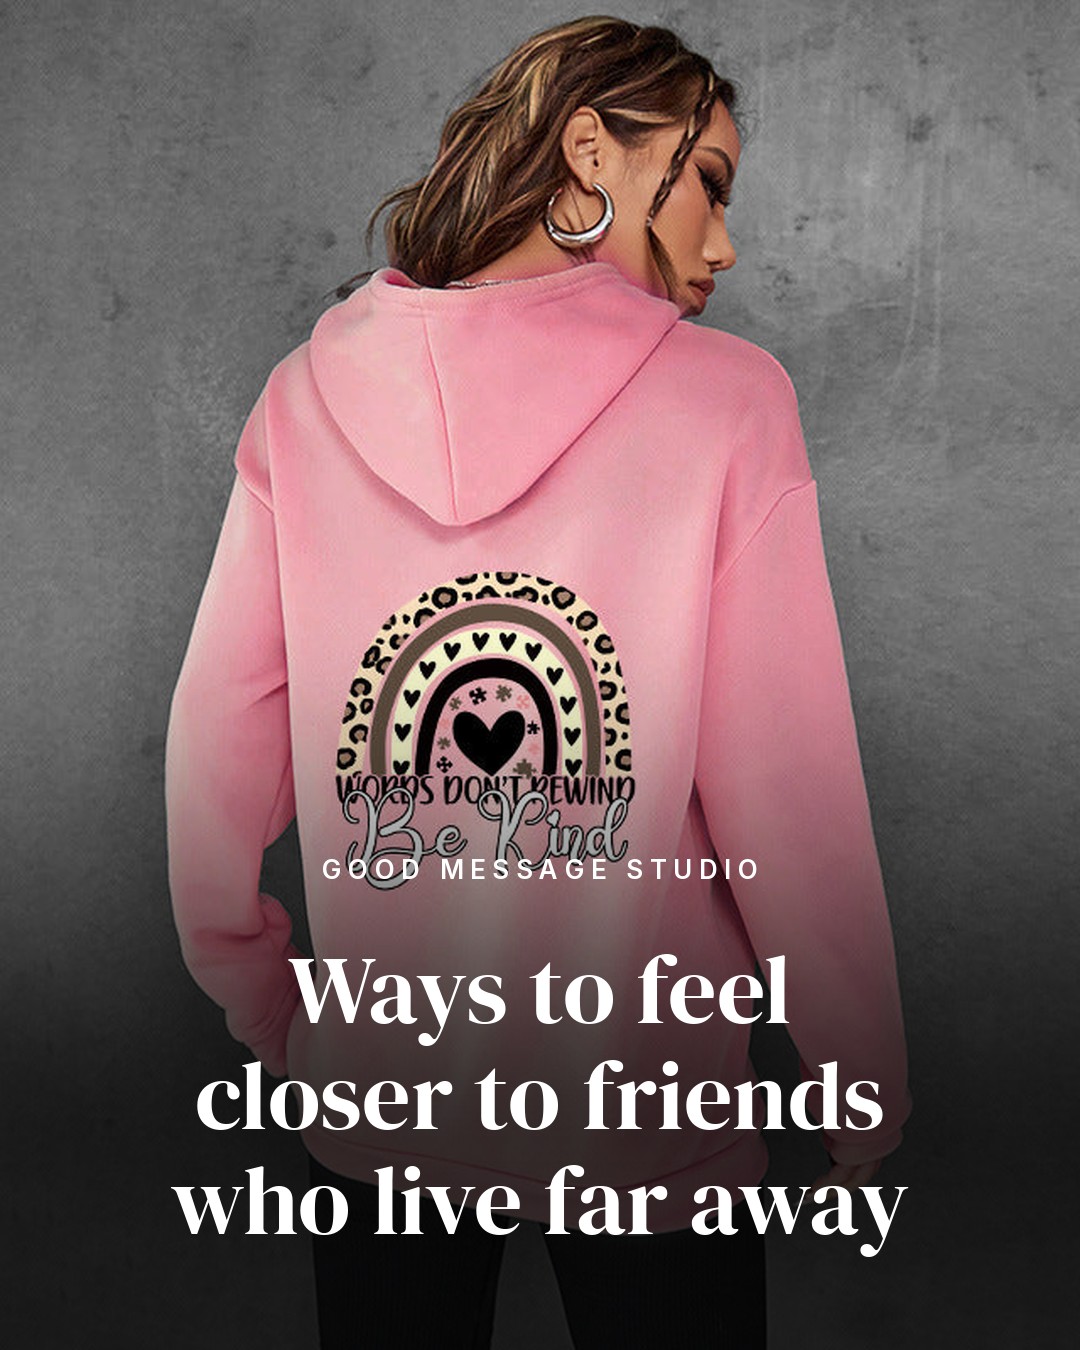 WORDS DON'T REWIND
Be Kind
GOOD MESSAGE STUDIO
Ways to feel
closer to friends
who live far away